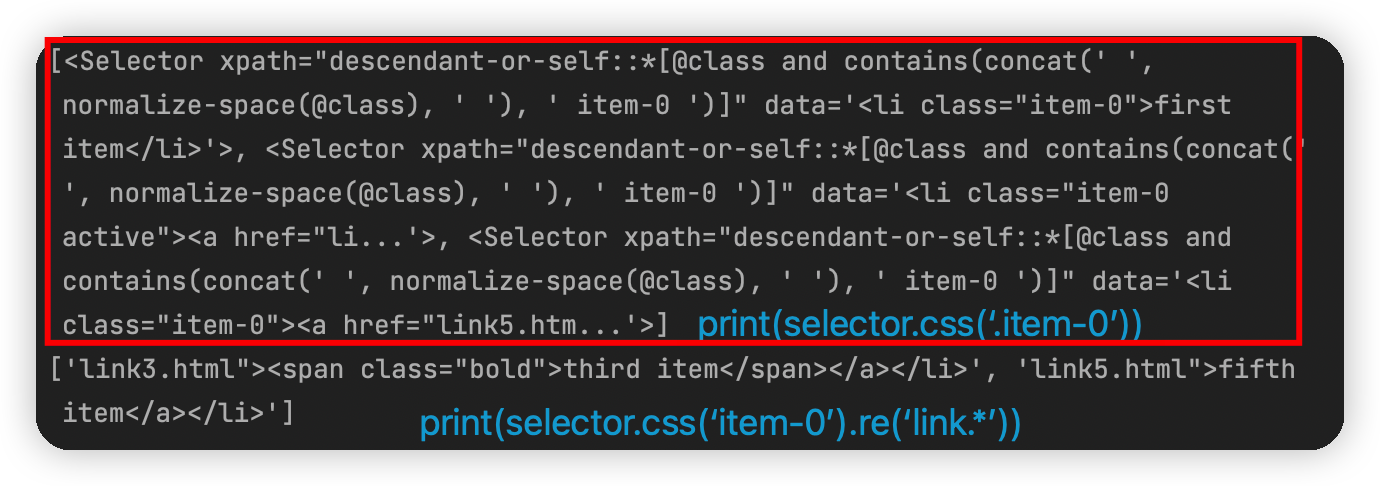 [<Selector xpath="descendant-or-self::*[@class and contains(concat(' ',
normalize-space(@class), ' '), ' item-0 ')]" data='<li class="item-0">first
item</li>'>, <Selector xpath="descendant-or-self::*[@class and contains(concat('
', normalize-space(@class), ' '), ' item-0 ')]" data='<li class="item-0
active"><a href="li...'>, <Selector xpath="descendant-or-self::*[@class and
contains(concat(' ', normalize-space(@class), ' '), ' item-0 ')]" data='<li
class="item-0"><a href="link5.htm...'>] print(selector.css(‘.item-0’))
['link3.html"><span class="bold">third item</span></a></li>', 'link5.html">fifth
item</a></li>']
print(selector.css(‘item-0’).re(‘link.*’))